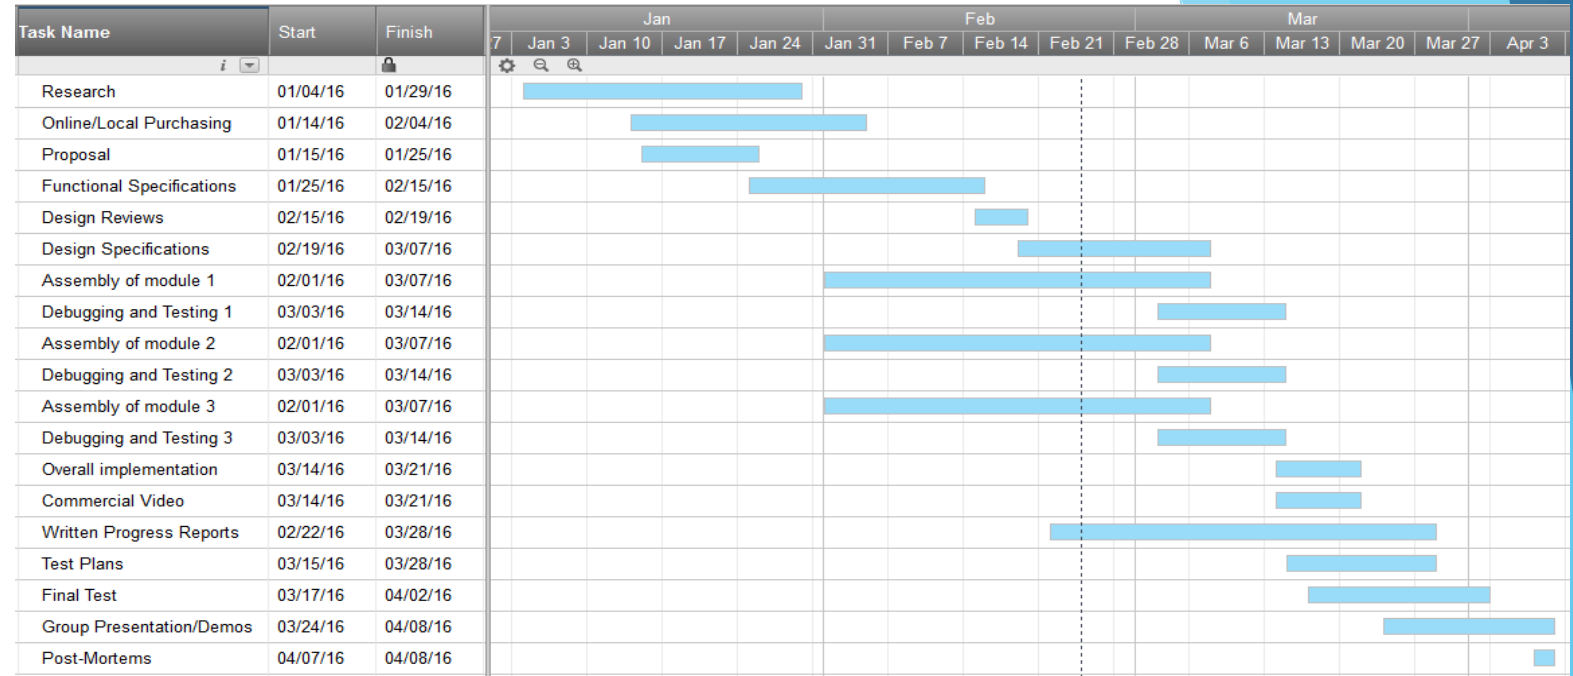 Task Name Start Finish Jan Feb Mar
7 Jan 3 Jan 10 Jan 17 Jan 24 Jan 31 Feb 7 Feb 14 Feb 21 Feb 28 Mar 6 Mar 13 Mar 20 Mar 27 Apr 3
i
Research 01/04/16 01/29/16
Online/Local Purchasing 01/14/16 02/04/16
Proposal 01/15/16 01/25/16
Functional Specifications 01/25/16 02/15/16
Design Reviews 02/15/16 02/19/16
Design Specifications 02/19/16 03/07/16
Assembly of module 1 02/01/16 03/07/16
Debugging and Testing 1 03/03/16 03/14/16
Assembly of module 2 02/01/16 03/07/16
Debugging and Testing 2 03/03/16 03/14/16
Assembly of module 3 02/01/16 03/07/16
Debugging and Testing 3 03/03/16 03/14/16
Overall implementation 03/14/16 03/21/16
Commercial Video 03/14/16 03/21/16
Written Progress Reports 02/22/16 03/28/16
Test Plans 03/15/16 03/28/16
Final Test 03/17/16 04/02/16
Group Presentation/Demos 03/24/16 04/08/16
Post-Mortems 04/07/16 04/08/16